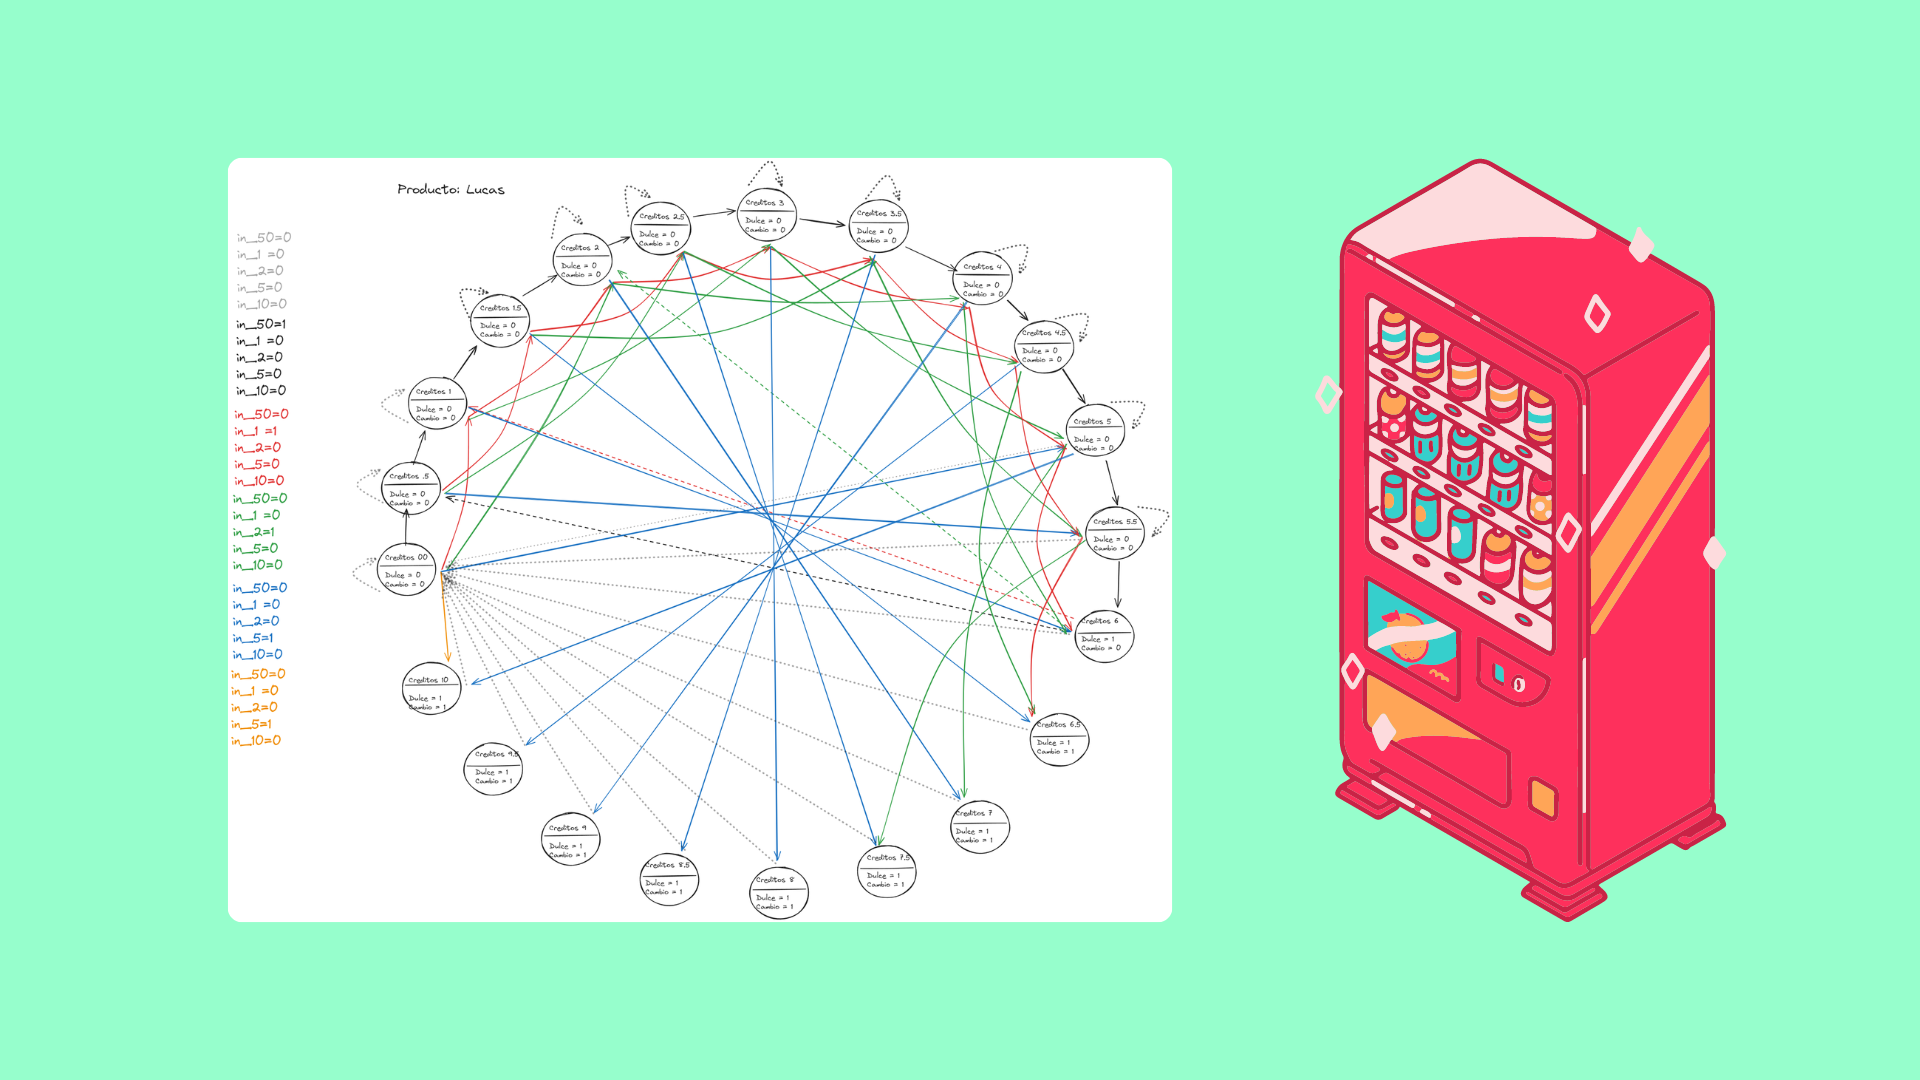 Producto: Lucas
in_50=0
in_1 =0
in_2=0
in_5=0
in_10=0
in_50=1
in_1 =0
in_2=0
in_5=0
in_10=0
in_50=0
in_1 =1
in_2=0
in_5=0
in_10=0
in_50=0
in_1 =0
in_2=1
in_5=0
in_10=0
in_50=0
in_1 =0
in_2=0
in_5=1
in_10=0
in_50=0
in_1 =0
in_2=0
in_5=1
in_10=0
Creditos 00
Dulce = 0
Cambio = 0
Creditos .5
Dulce = 0
Cambio = 0
Creditos 1
Dulce = 0
Cambio = 0
Creditos 1.5
Dulce = 0
Cambio = 0
Creditos 2
Dulce = 0
Cambio = 0
Creditos 2.5
Dulce = 0
Cambio = 0
Creditos 3
Dulce = 0
Cambio = 0
Creditos 3.5
Dulce = 0
Cambio = 0
Creditos 4
Dulce = 0
Cambio = 0
Creditos 4.5
Dulce = 0
Cambio = 0
Creditos 5
Dulce = 0
Cambio = 0
Creditos 5.5
Dulce = 0
Cambio = 0
Creditos 6
Dulce = 1
Cambio = 0
Creditos 6.5
Dulce = 1
Cambio = 1
Creditos 7
Dulce = 1
Cambio = 1
Creditos 7.5
Dulce = 1
Cambio = 1
Creditos 8
Dulce = 1
Cambio = 1
Creditos 8.5
Dulce = 1
Cambio = 1
Creditos 9
Dulce = 1
Cambio = 1
Creditos 9.5
Dulce = 1
Cambio = 1
Creditos 10
Dulce = 1
Cambio = 1